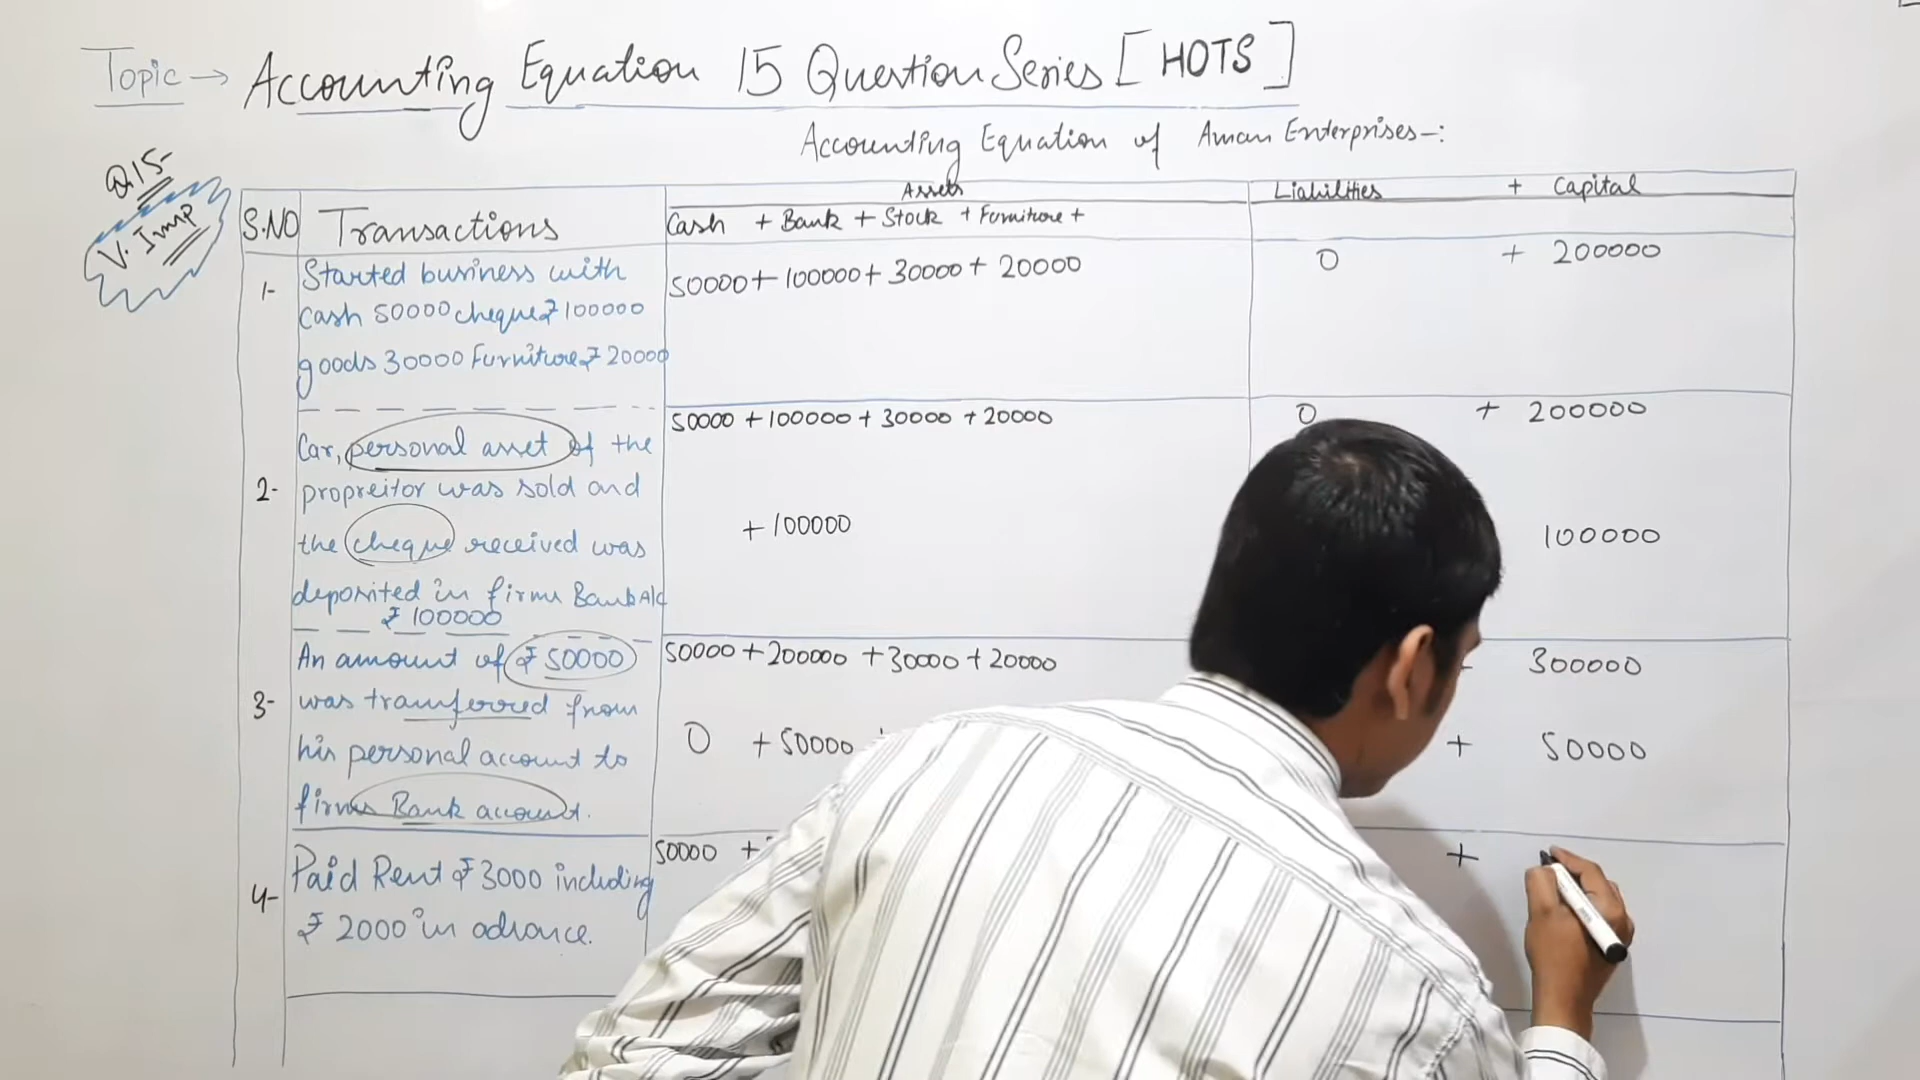 Topic → Accounting Equation 15 Question Series [HOTS]
Accounting Equation of Aman Enterprises-:
Q.15-
V. Imp
S.NO Transactions Assets Liabilities + Capital
Cash + Bank + Stock + Furniture +
1- Started business with
Cash 50000 cheque ₹ 100000
goods 30000 Furniture ₹ 20000
50000 + 100000 + 30000 + 20000 0 + 200000
50000 + 100000 + 30000 + 20000 0 + 200000
2- Car, personal asset of the
propreitor was sold and
the cheque received was
deposited in firms Bank A/c
₹ 100000
+ 100000 100000
50000 + 200000 + 30000 + 20000 300000
3- An amount of ₹ 50000
was transferred from
his personal account to
firms Bank account.
0 + 50000 + 50000
50000 + +
4- Paid Rent ₹ 3000 including
₹ 2000 in advance.